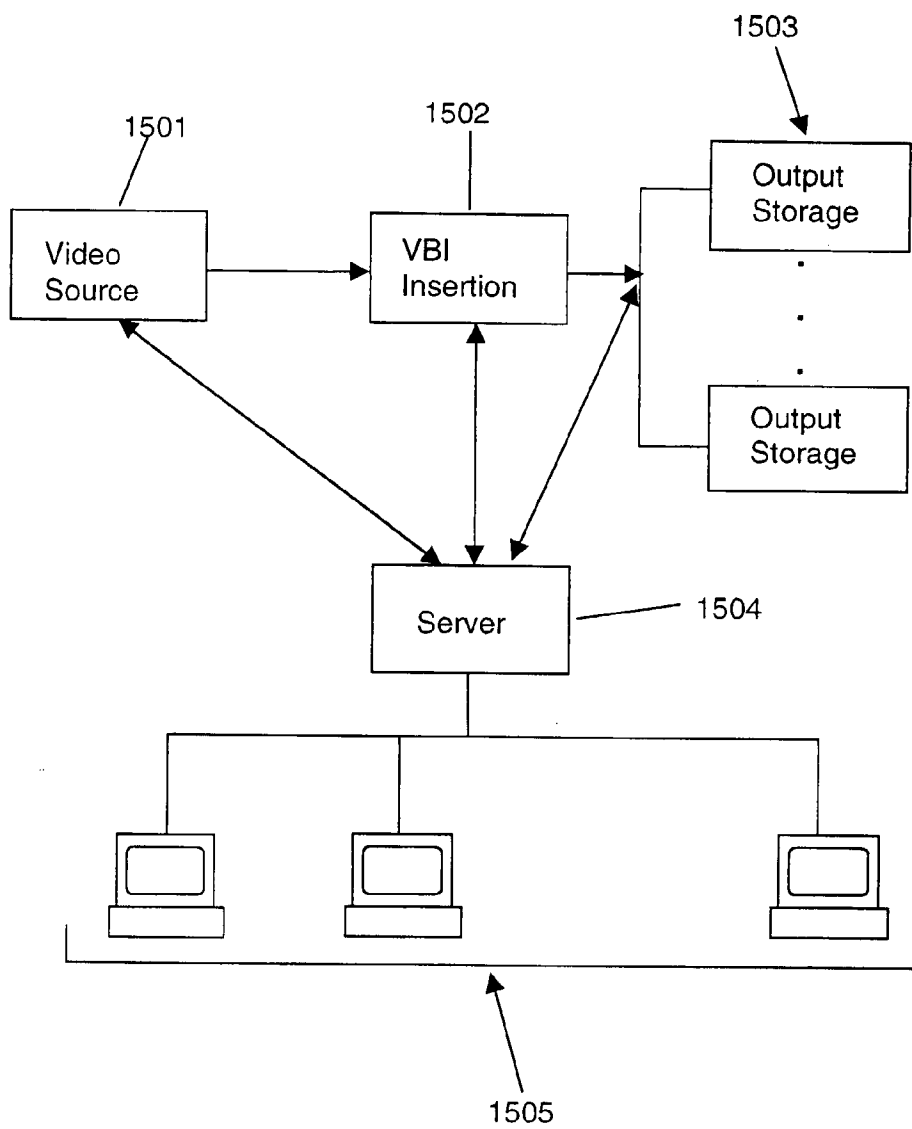 1503
1502
1501
Output
Storage
Video
Source
VBI
Insertion
Output
Storage
Server
1504
1505